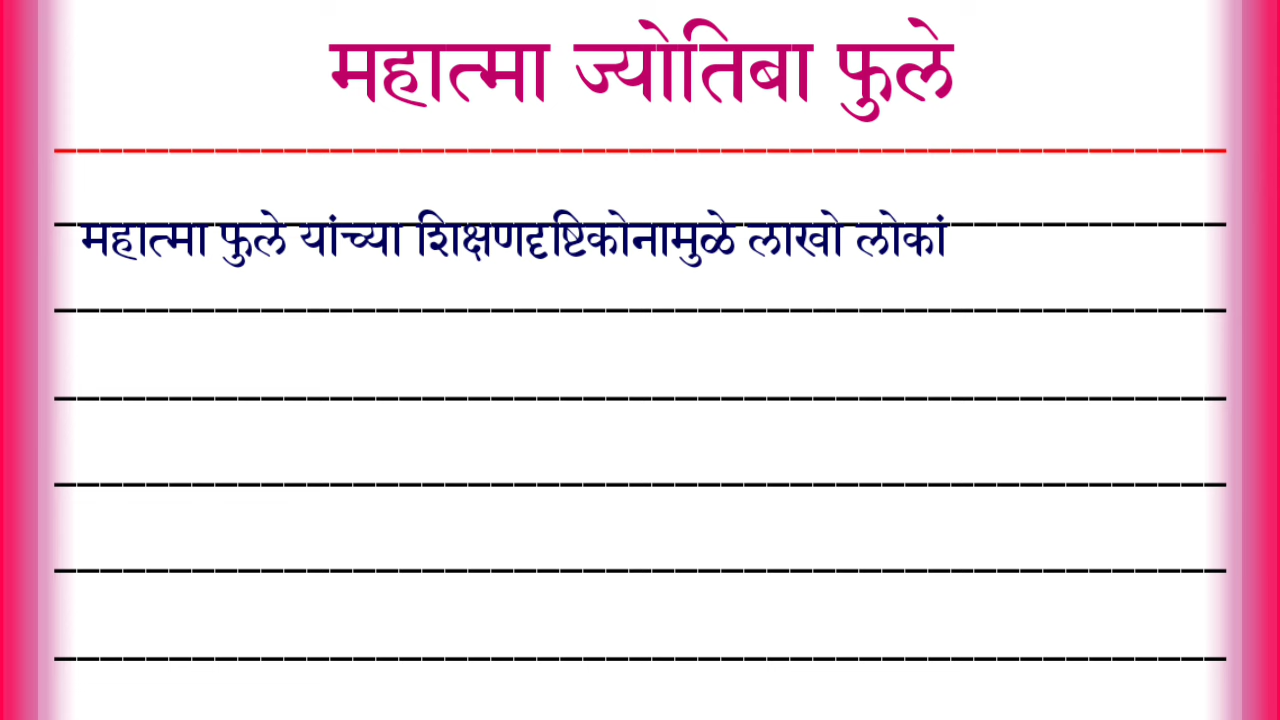 महात्मा ज्योतिबा फुले
महात्मा फुले यांच्या शिक्षणदृष्टिकोनामुळे लाखो लोकां